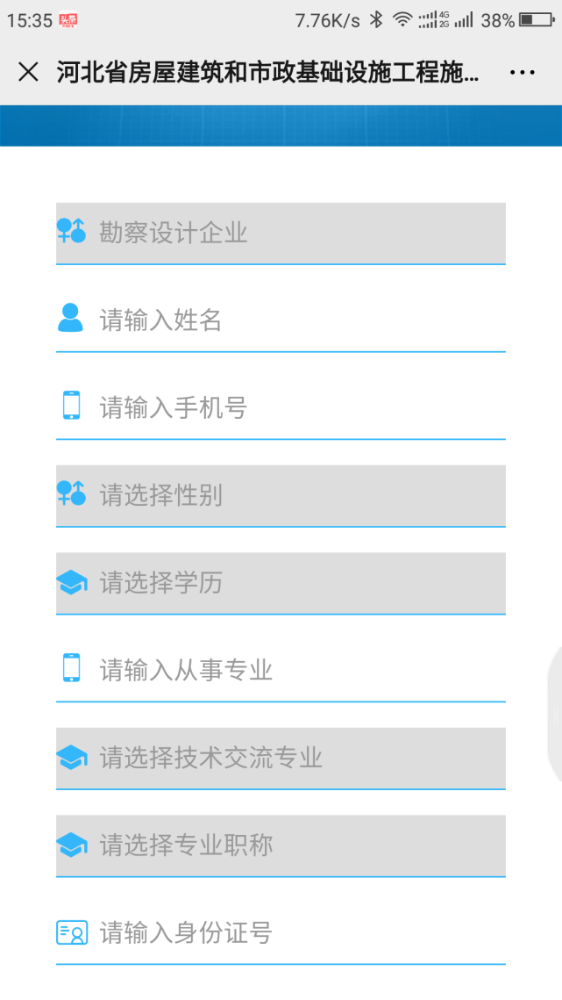 15:35 头条 7.76K/s 4G 2G 38%
河北省房屋建筑和市政基础设施工程施...
勘察设计企业
请输入姓名
请输入手机号
请选择性别
请选择学历
请输入从事专业
请选择技术交流专业
请选择专业职称
请输入身份证号